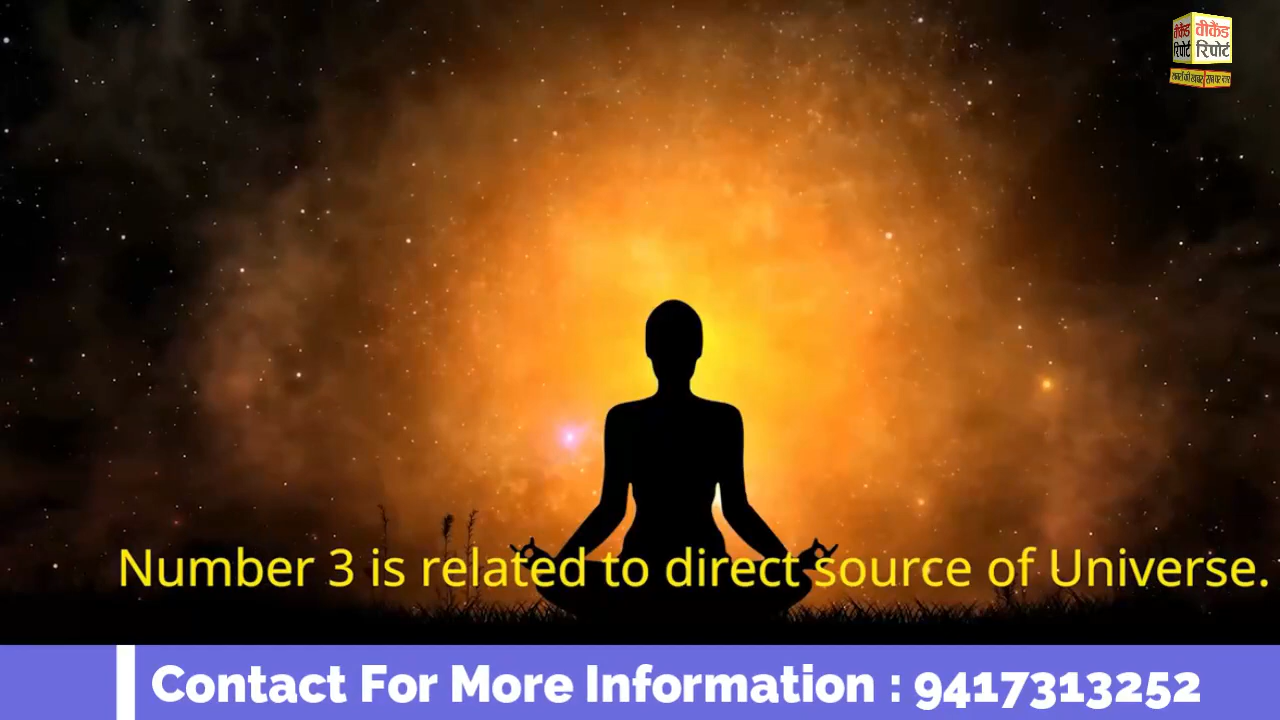 वीकैंड वीकैंड
रिपोर्ट रिपोर्ट
Number 3 is related to direct source of Universe.
Contact For More Information : 9417313252